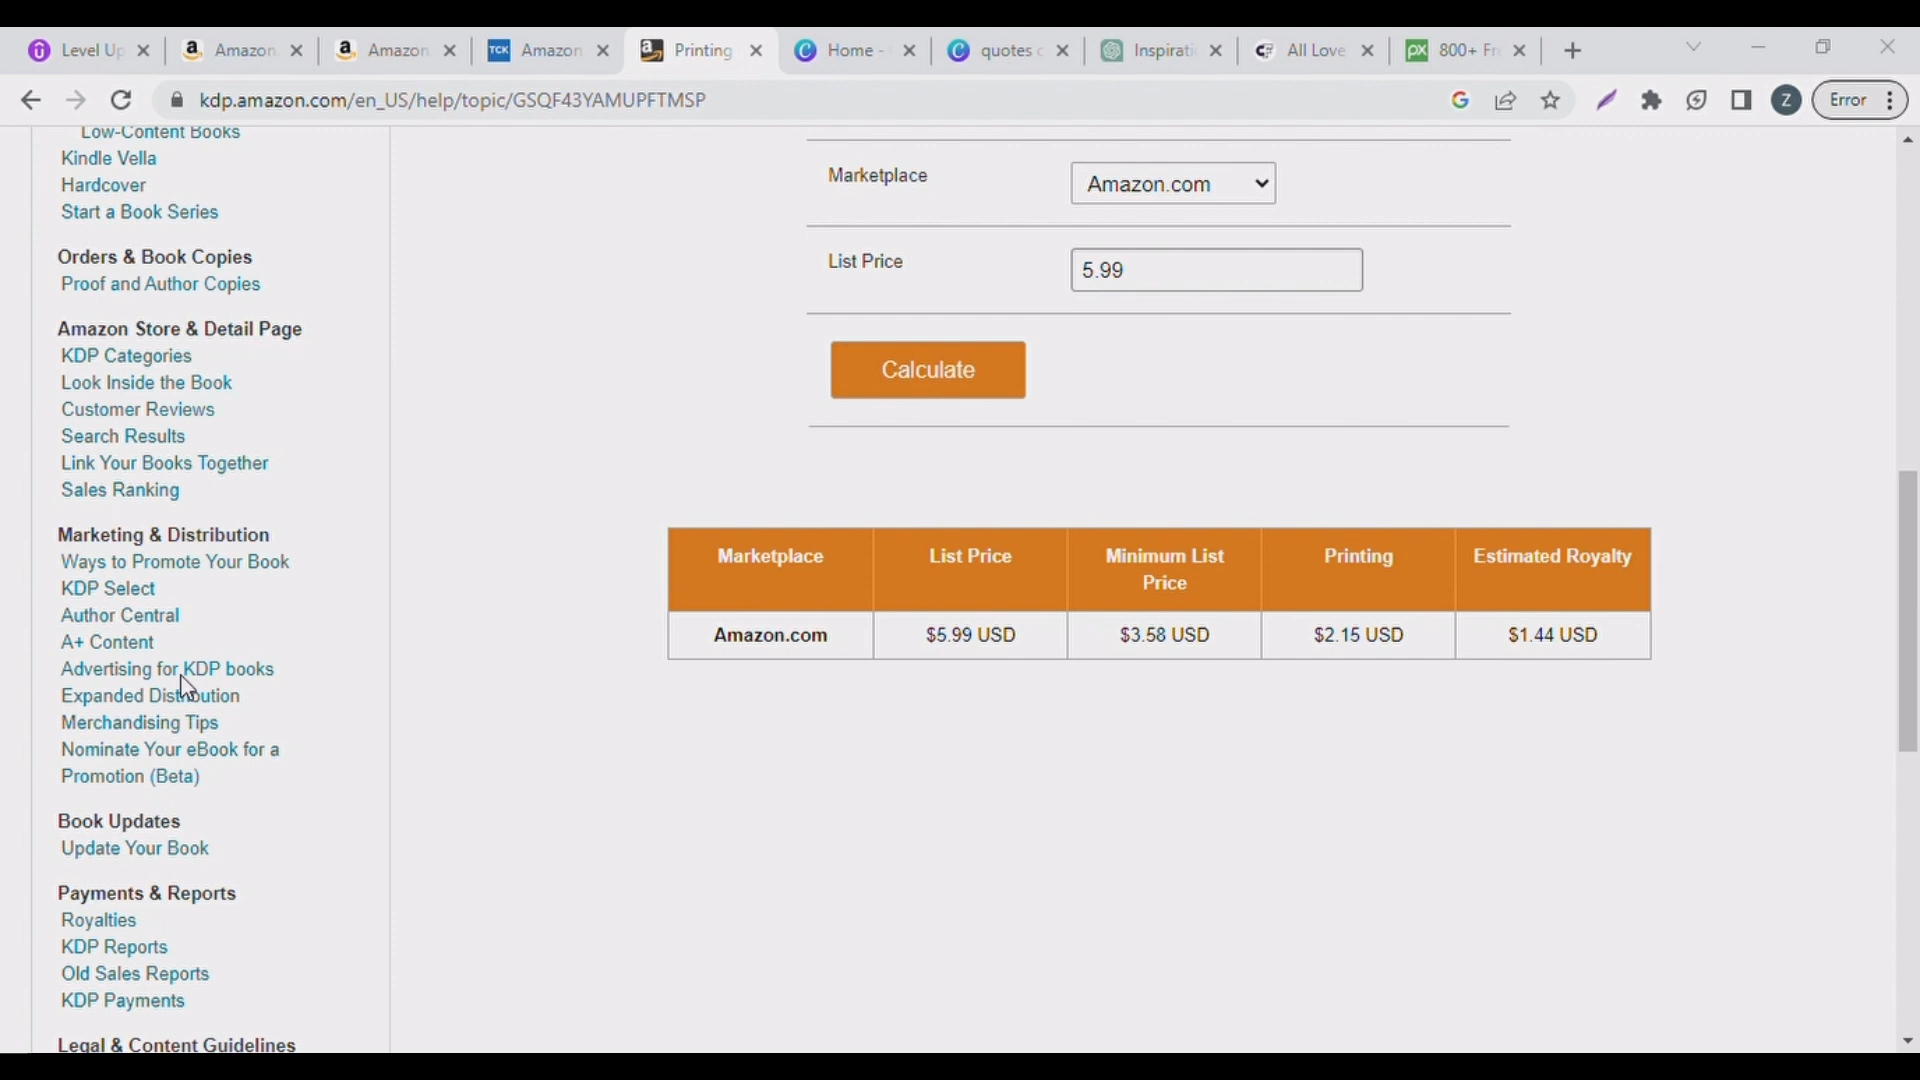 Level Up
Amazon
Amazon
TCK
Amazon
Printing
Home -
quotes c
Inspirati
All Love
px
800+ Fr
kdp.amazon.com/en_US/help/topic/GSQF43YAMUPFTMSP
Z
Error
Low-Content Books
Kindle Vella
Hardcover
Start a Book Series
Orders & Book Copies
Proof and Author Copies
Amazon Store & Detail Page
KDP Categories
Look Inside the Book
Customer Reviews
Search Results
Link Your Books Together
Sales Ranking
Marketing & Distribution
Ways to Promote Your Book
KDP Select
Author Central
A+ Content
Advertising for KDP books
Expanded Distribution
Merchandising Tips
Nominate Your eBook for a
Promotion (Beta)
Book Updates
Update Your Book
Payments & Reports
Royalties
KDP Reports
Old Sales Reports
KDP Payments
Legal & Content Guidelines
Marketplace
Amazon.com
List Price
5.99
Calculate
Marketplace List Price Minimum List Price Printing Estimated Royalty
Amazon.com $5.99 USD $3.58 USD $2.15 USD $1.44 USD